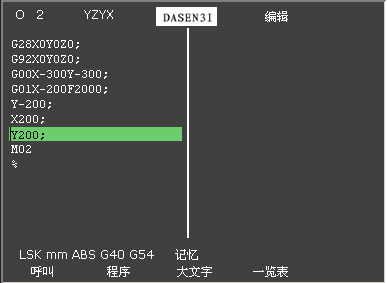 O 2 YZYX DASEN3I 编辑
G28X0Y0Z0;
G92X0Y0Z0;
G00X-300Y-300;
G01X-200F2000;
Y-200;
X200;
Y200;
M02
%
LSK mm ABS G40 G54 记忆
呼叫 程序 大文字 一览表